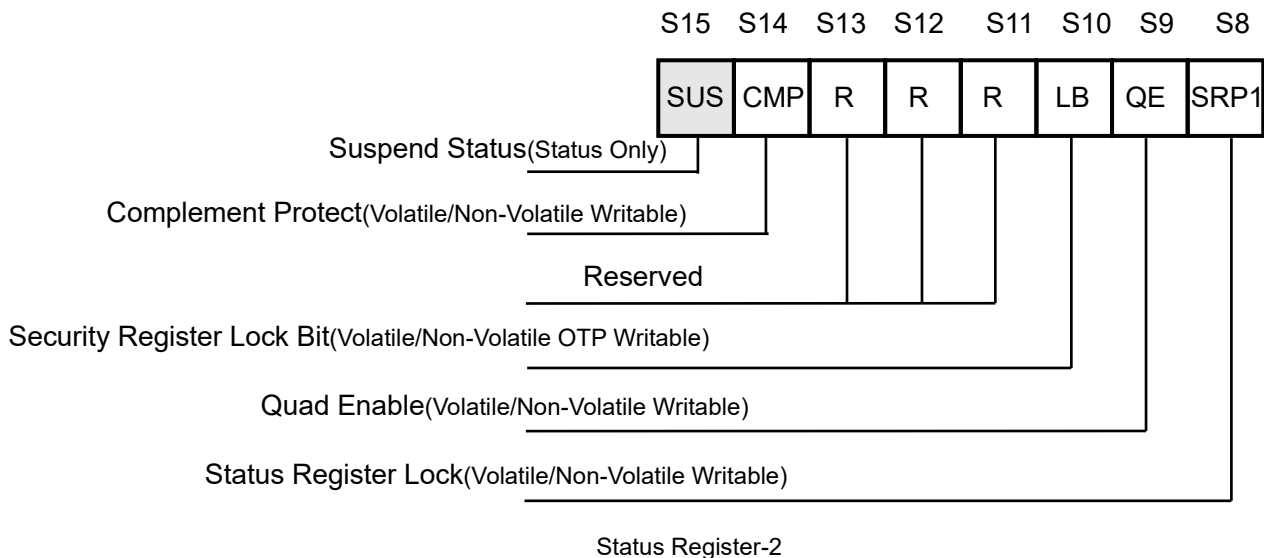 S15 S14 S13 S12 S11 S10 S9 S8
SUS CMP R R R LB QE SRP1
Suspend Status(Status Only)
Complement Protect(Volatile/Non-Volatile Writable)
Reserved
Security Register Lock Bit(Volatile/Non-Volatile OTP Writable)
Quad Enable(Volatile/Non-Volatile Writable)
Status Register Lock(Volatile/Non-Volatile Writable)
Status Register-2